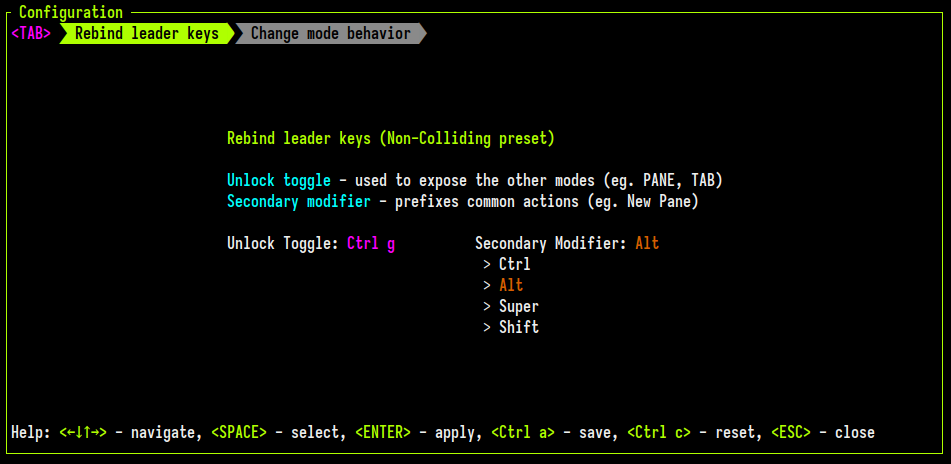 Configuration
<TAB> Rebind leader keys Change mode behavior
Rebind leader keys (Non-Colliding preset)
Unlock toggle - used to expose the other modes (eg. PANE, TAB)
Secondary modifier - prefixes common actions (eg. New Pane)
Unlock Toggle: Ctrl g Secondary Modifier: Alt
> Ctrl
> Alt
> Super
> Shift
Help: <←↓↑→> - navigate, <SPACE> - select, <ENTER> - apply, <Ctrl a> - save, <Ctrl c> - reset, <ESC> - close